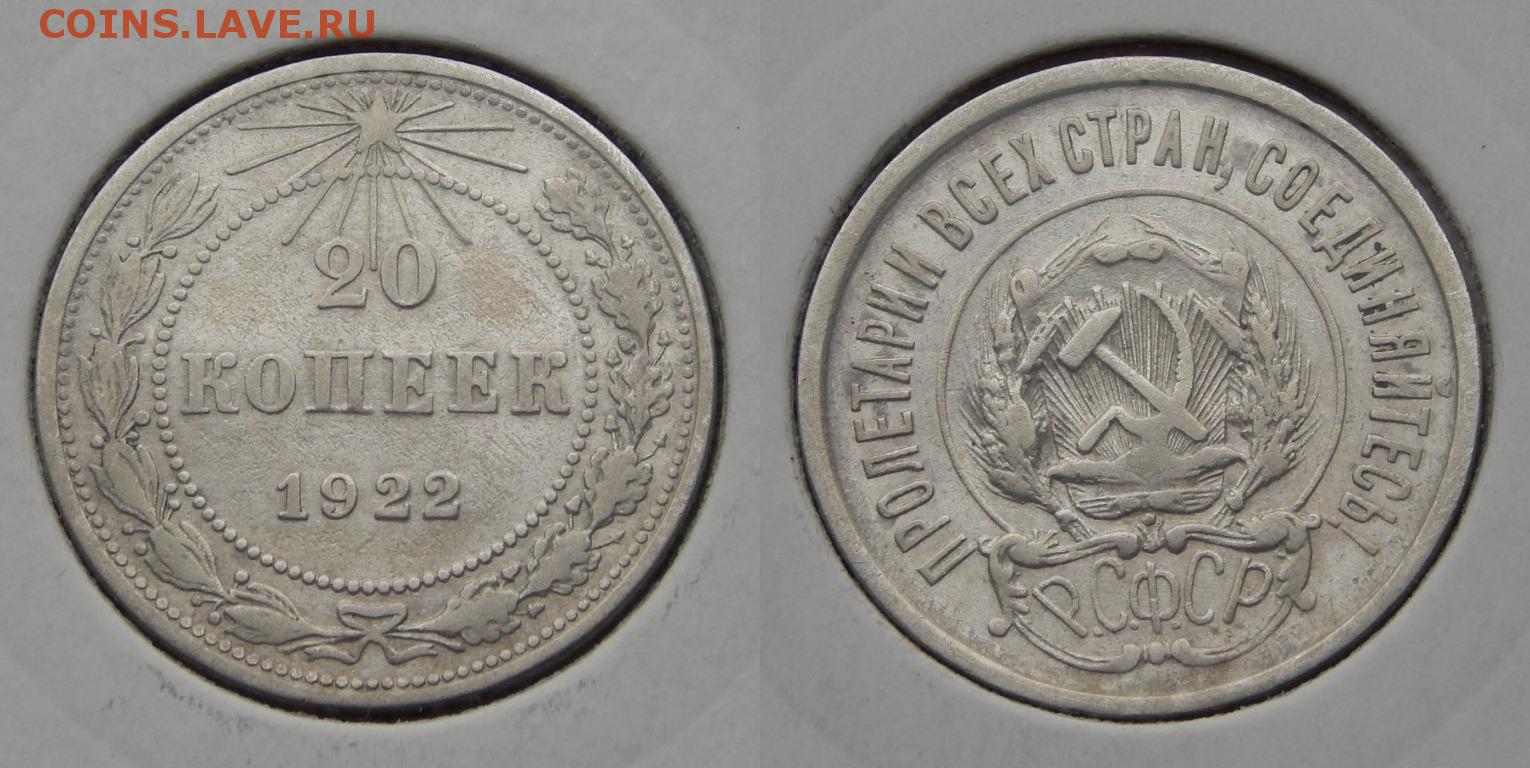 COINS.LAVE.RU
20
КОПЕЕК
1922
ПРОЛЕТАРИИ ВСЕХ СТРАН, СОЕДИНЯЙТЕСЬ!
Р.С.Ф.С.Р